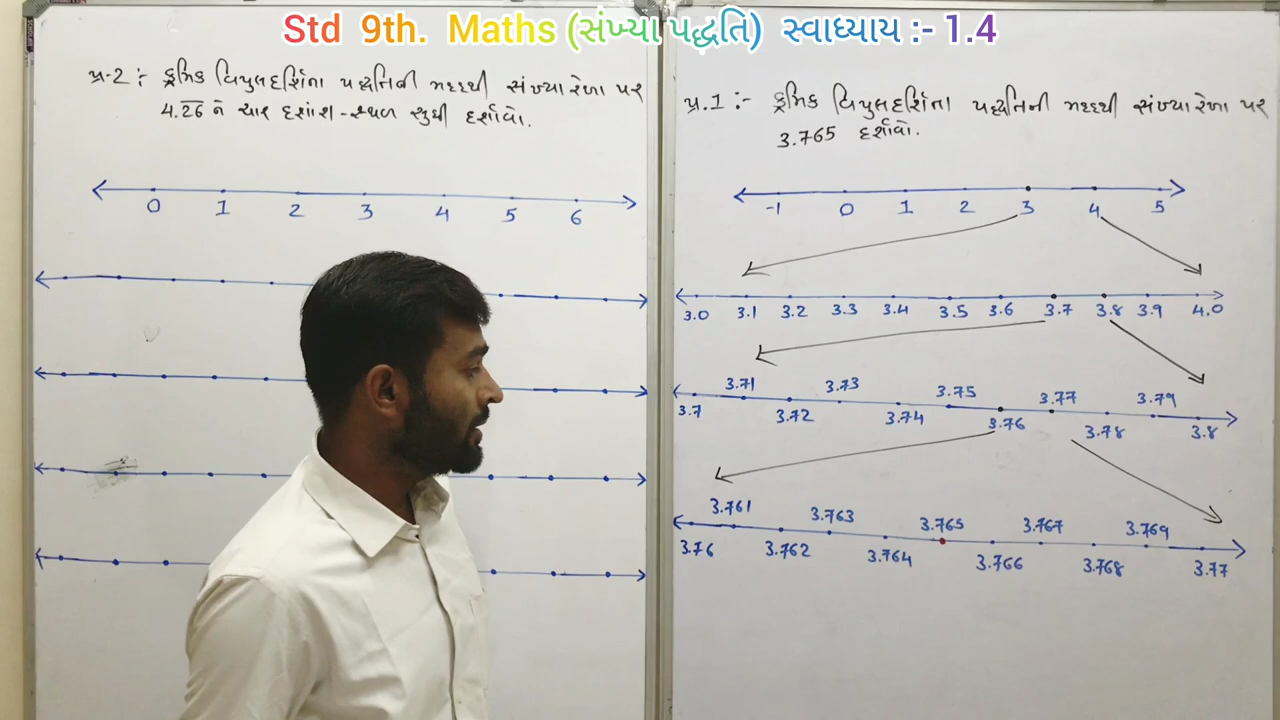 Std 9th. Maths (સંખ્યા પદ્ધતિ) સ્વાધ્યાય :- 1.4
પ્ર-2 :- ક્રમિક વિપુલદર્શિતા પદ્ધતિની મદદથી સંખ્યારેખા પર
4.2̅6̅ ને ચાર દશાંશ-સ્થળ સુધી દર્શાવો.
0 1 2 3 4 5 6
પ્ર.1 :- ક્રમિક વિપુલદર્શિતા પદ્ધતિની મદદથી સંખ્યારેખા પર
3.765 દર્શાવો.
-1 0 1 2 3 4 5
3.0 3.1 3.2 3.3 3.4 3.5 3.6 3.7 3.8 3.9 4.0
3.71 3.73 3.75 3.77 3.79
3.7 3.72 3.74 3.76 3.78 3.8
3.761 3.763 3.765 3.767 3.769
3.76 3.762 3.764 3.766 3.768 3.77